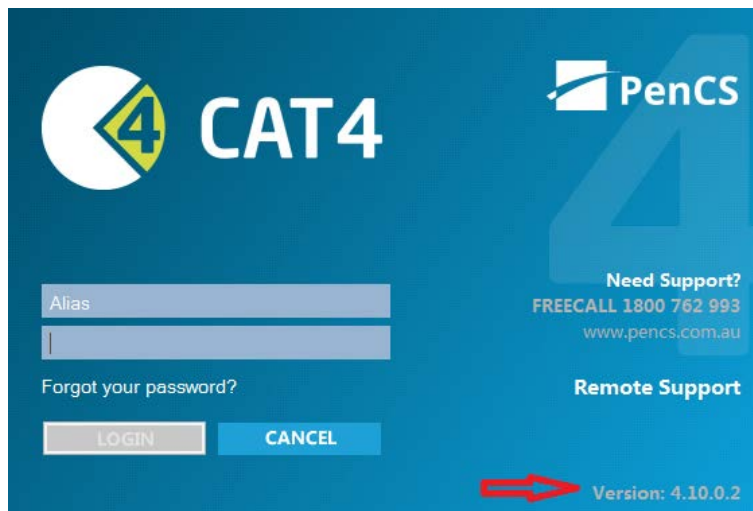 4 CAT4
PenCS
Need Support?
Alias
FREECALL 1800 762 993
www.pencs.com.au
Forgot your password?
Remote Support
LOGIN
CANCEL
Version: 4.10.0.2